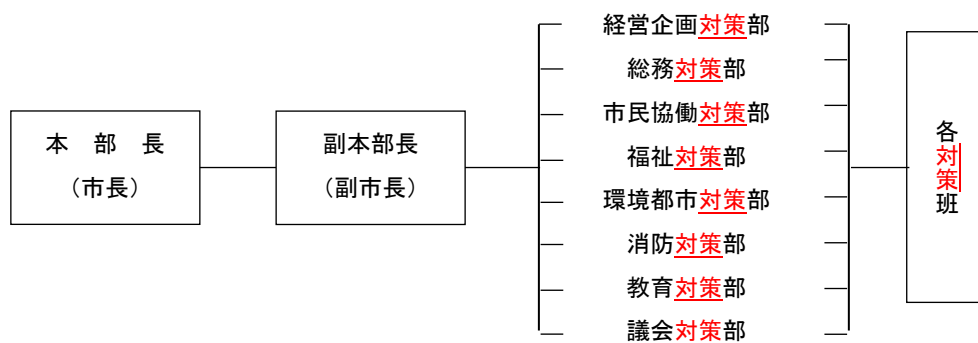 本　部　長
（市長）
副本部長
（副市長）
経営企画対策部
総務対策部
市民協働対策部
福祉対策部
環境都市対策部
消防対策部
教育対策部
議会対策部
各対策班